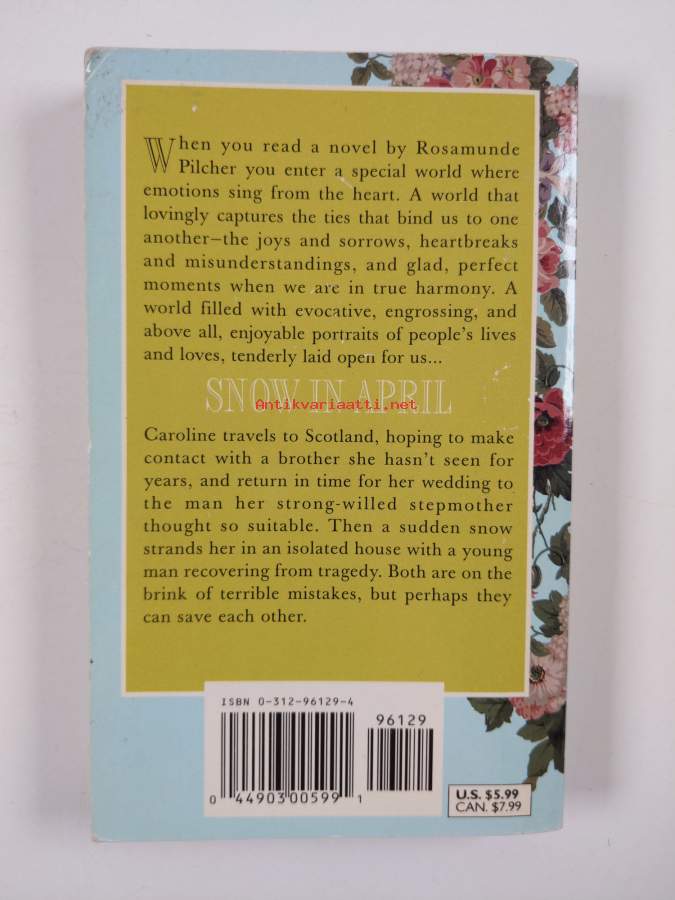 When you read a novel by Rosamunde
Pilcher you enter a special world where
emotions sing from the heart. A world that
lovingly captures the ties that bind us to one
another—the joys and sorrows, heartbreaks
and misunderstandings, and glad, perfect
moments when we are in true harmony. A
world filled with evocative, engrossing, and
above all, enjoyable portraits of people's lives
and loves, tenderly laid open for us...
SNOW IN APRIL
Antikvariaatti.net
Caroline travels to Scotland, hoping to make
contact with a brother she hasn't seen for
years, and return in time for her wedding to
the man her strong-willed stepmother
thought so suitable. Then a sudden snow
strands her in an isolated house with a young
man recovering from tragedy. Both are on the
brink of terrible mistakes, but perhaps they
can save each other.
ISBN 0-312-96129-4
96129
0 44903 00599 1
U.S. $5.99
CAN. $7.99